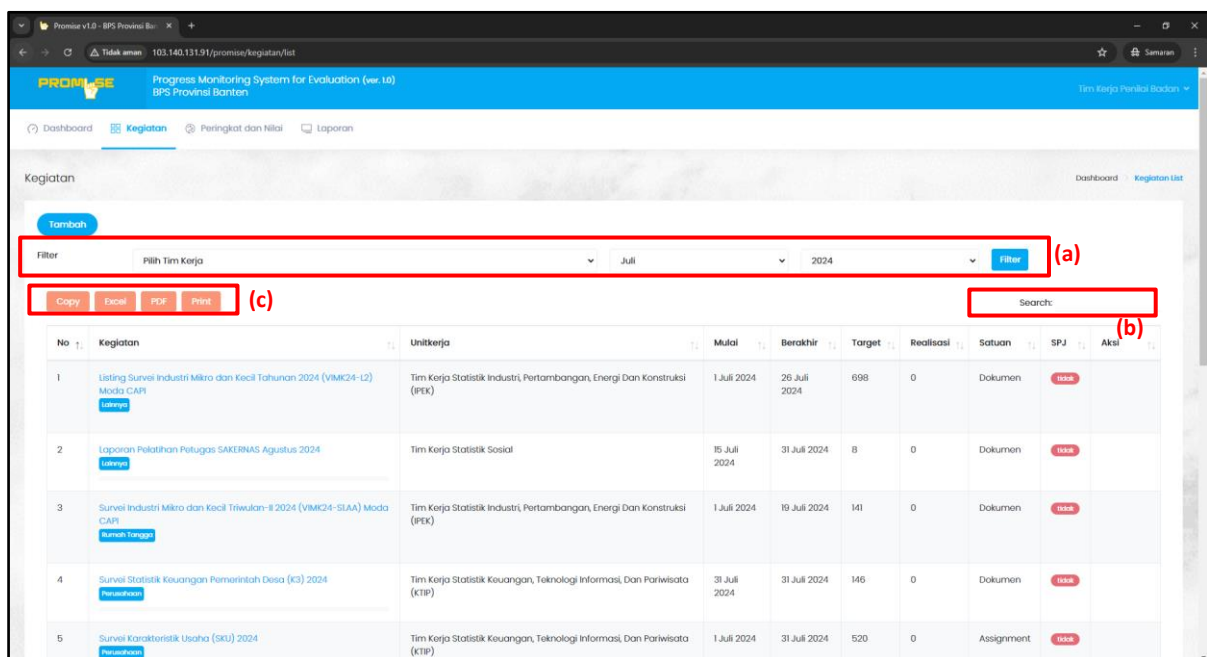 Promise v1.0 - BPS Provinsi Ban
Tidak aman 103.140.131.91/promise/kegiatan/list Samaran
PROMISE
Progress Monitoring System for Evaluation (ver. 1.0)
BPS Provinsi Banten
Tim Kerja Penilai Badan
Dashboard Kegiatan Peringkat dan Nilai Laporan
Kegiatan
Dashboard Kegiatan List
Tambah
Filter Pilih Tim Kerja Juli 2024 Filter (a)
Copy Excel PDF Print (c) Search:
(b)
No Kegiatan Unitkerja Mulai Berakhir Target Realisasi Satuan SPJ Aksi
1 Listing Survei Industri Mikro dan Kecil Tahunan 2024 (VIMK24-L2) Tim Kerja Statistik Industri, Pertambangan, Energi Dan Konstruksi 1 Juli 2024 26 Juli 698 0 Dokumen tidak
Moda CAPI (IPEK) 2024
Lainnya
2 Laporan Pelatihan Petugas SAKERNAS Agustus 2024 Tim Kerja Statistik Sosial 15 Juli 31 Juli 2024 8 0 Dokumen tidak
Lainnya 2024
3 Survei Industri Mikro dan Kecil Triwulan-II 2024 (VIMK24-S1.AA) Moda Tim Kerja Statistik Industri, Pertambangan, Energi Dan Konstruksi 1 Juli 2024 19 Juli 2024 141 0 Dokumen tidak
CAPI (IPEK)
Rumah Tangga
4 Survei Statistik Keuangan Pemerintah Desa (K3) 2024 Tim Kerja Statistik Keuangan, Teknologi Informasi, Dan Pariwisata 31 Juli 31 Juli 2024 146 0 Dokumen tidak
Perusahaan (KTIP) 2024
5 Survei Karakteristik Usaha (SKU) 2024 Tim Kerja Statistik Keuangan, Teknologi Informasi, Dan Pariwisata 1 Juli 2024 31 Juli 2024 520 0 Assignment tidak
Perusahaan (KTIP)